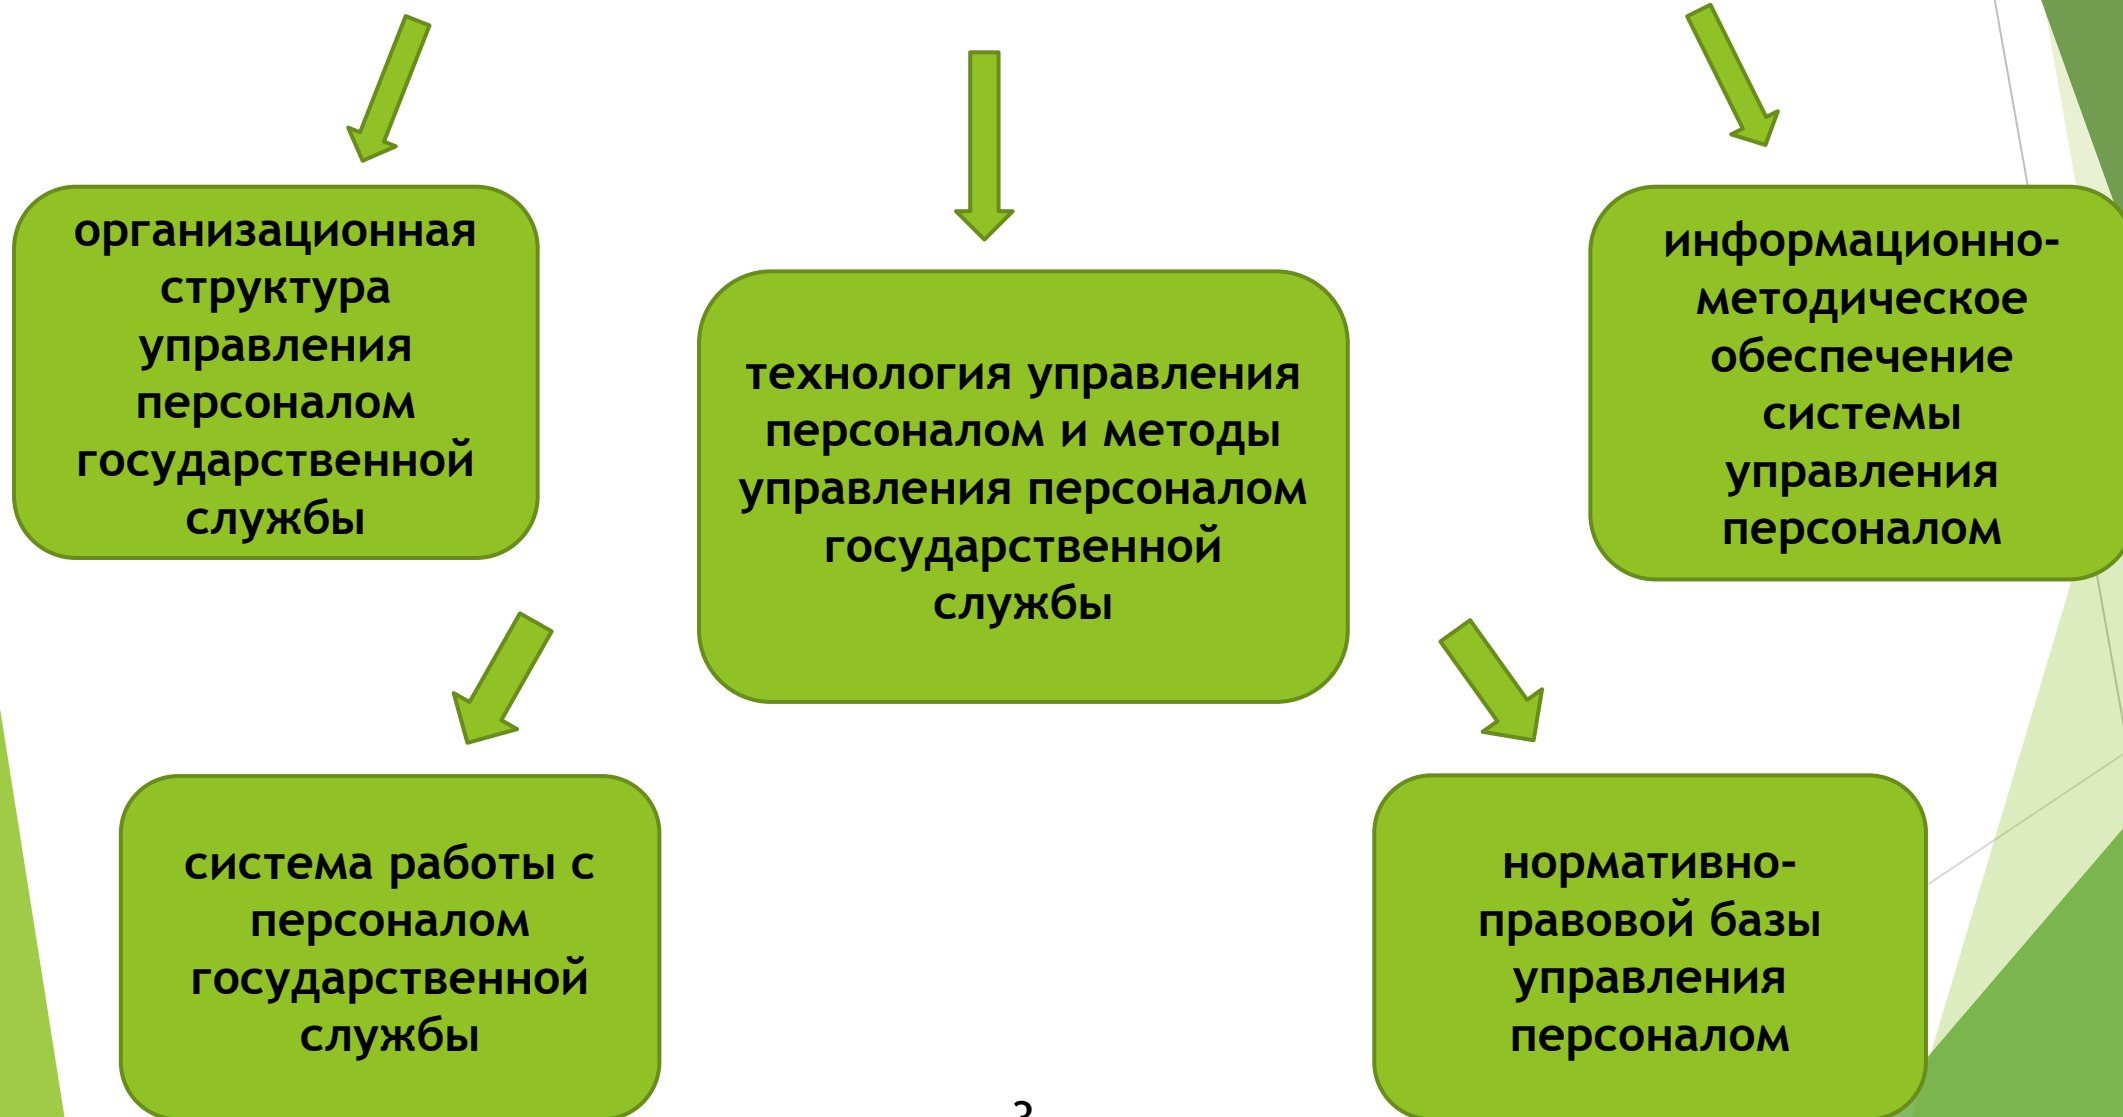 организационная
структура
управления
персоналом
государственной
службы
технология управления
персоналом и методы
управления персоналом
государственной
службы
информационно-
методическое
обеспечение
системы
управления
персоналом
система работы с
персоналом
государственной
службы
нормативно-
правовой базы
управления
персоналом